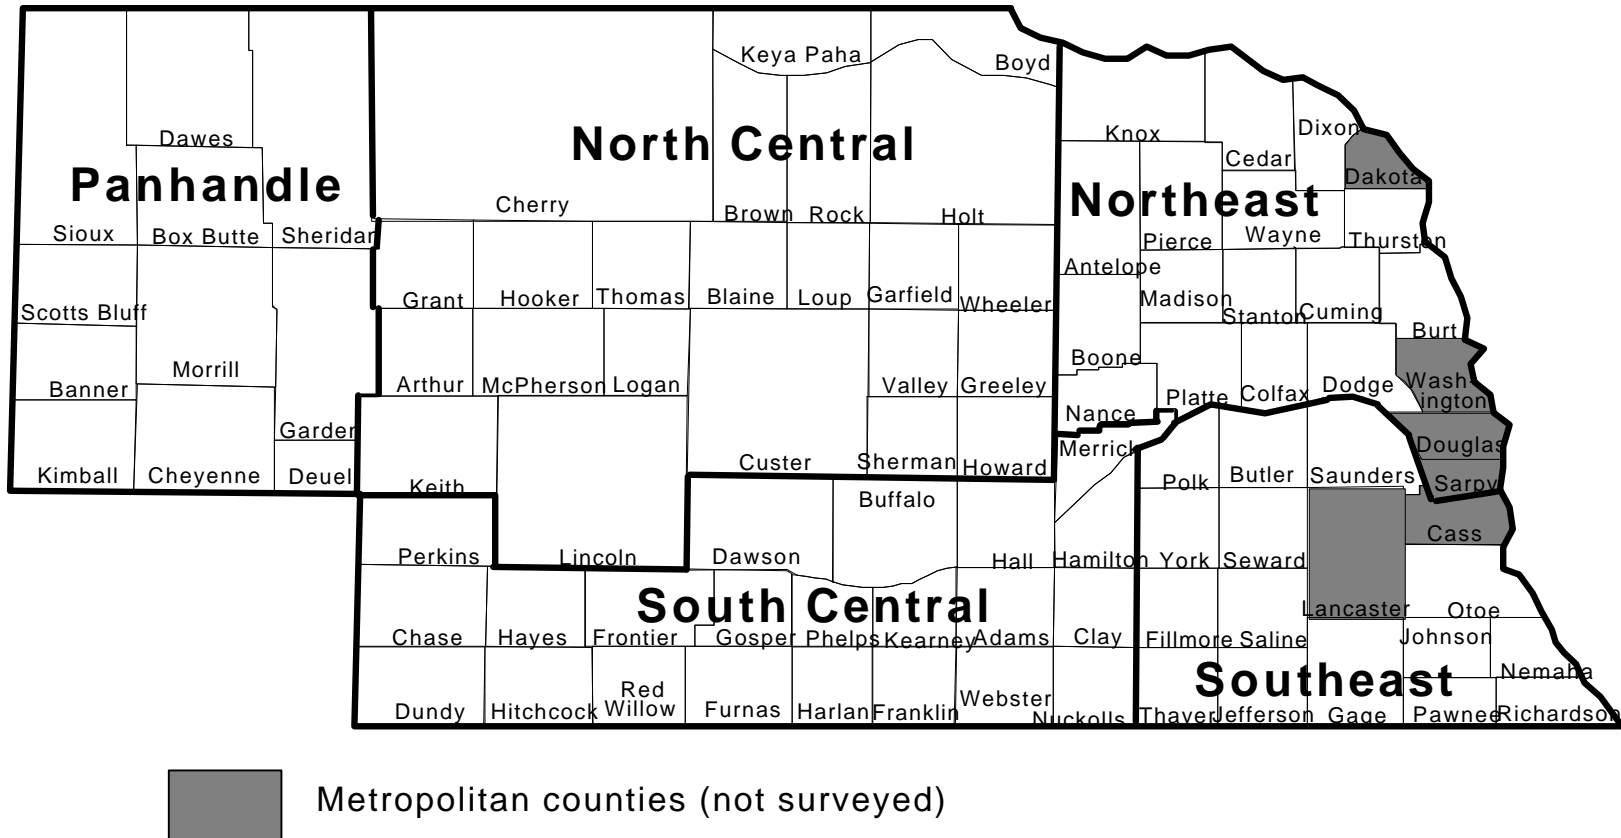 Keya Paha
Boyd
Knox
Dixon
Dawes
North Central
Cedar
Dakota
Panhandle
Northeast
Cherry
Brown
Rock
Holt
Sioux
Box Butte
Sheridan
Pierce
Wayne
Thurston
Antelope
Grant
Hooker
Thomas
Blaine
Loup
Garfield
Wheeler
Madison
Stanton
Cuming
Scotts Bluff
Burt
Morrill
Boone
Banner
Arthur
McPherson
Logan
Valley
Greeley
Platte
Colfax
Dodge
Wash-
ington
Nance
Garden
Merrick
Douglas
Kimball
Cheyenne
Deuel
Keith
Custer
Sherman
Howard
Polk
Butler
Saunders
Sarpy
Buffalo
Cass
Perkins
Lincoln
Dawson
Hall
Hamilton
York
Seward
South Central
Lancaster
Otoe
Chase
Hayes
Frontier
Gosper
Phelps
Kearney
Adams
Clay
Fillmore
Saline
Johnson
Nemaha
Southeast
Dundy
Hitchcock
Red
Willow
Furnas
Harlan
Franklin
Webster
Nuckolls
Thayer
Jefferson
Gage
Pawnee
Richardson
Metropolitan counties (not surveyed)